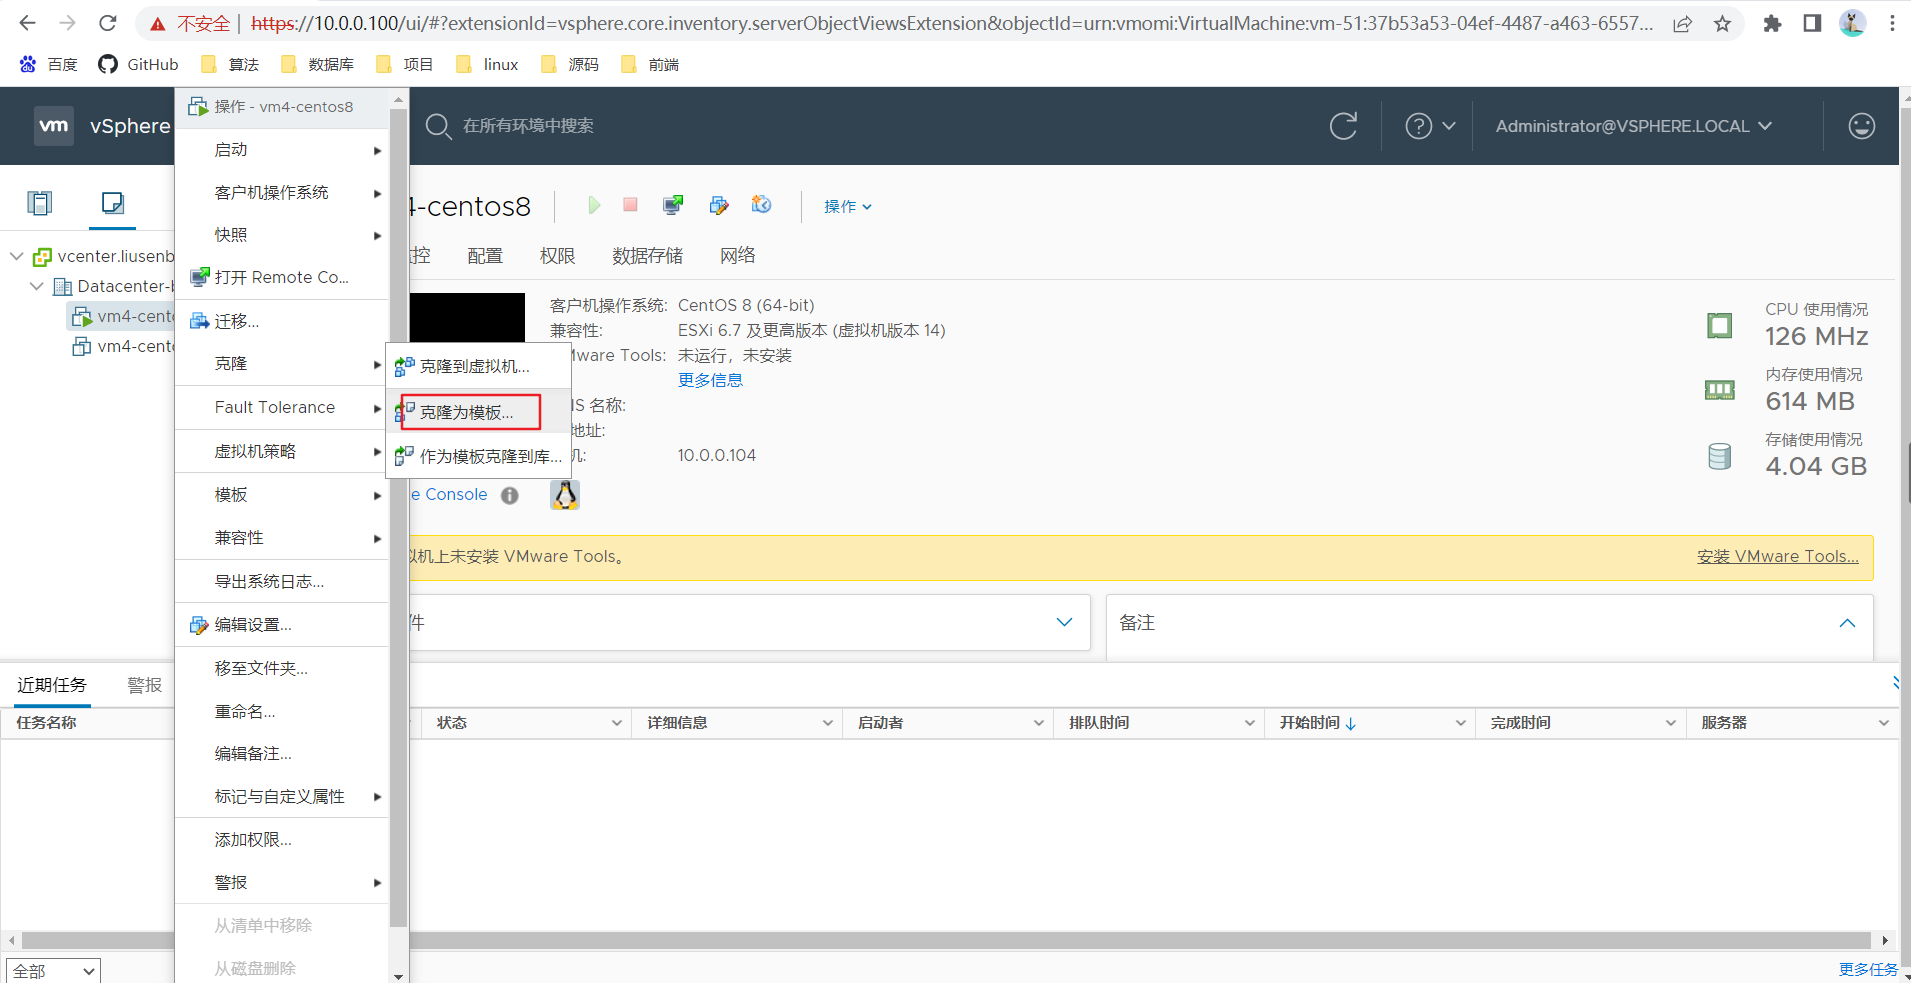 不安全 | https://10.0.0.100/ui/#?extensionId=vsphere.core.inventory.serverObjectViewsExtension&objectId=urn:vmomi:VirtualMachine:vm-51:37b53a53-04ef-4487-a463-6557...
百度 GitHub 算法 数据库 项目 linux 源码 前端
vm vSphere
在所有环境中搜索
Administrator@VSPHERE.LOCAL
操作 - vm4-centos8
启动
客户机操作系统
快照
打开 Remote Co...
迁移...
克隆
Fault Tolerance
虚拟机策略
模板
兼容性
导出系统日志...
编辑设置...
移至文件夹...
重命名...
编辑备注...
标记与自定义属性
添加权限...
警报
从清单中移除
从磁盘删除
克隆到虚拟机...
克隆为模板...
作为模板克隆到库...
vcenter.liusenb
Datacenter-b
vm4-cento
vm4-cento
4-centos8
操作
控 配置 权限 数据存储 网络
客户机操作系统: CentOS 8 (64-bit)
兼容性: ESXi 6.7 及更高版本 (虚拟机版本 14)
Mware Tools: 未运行，未安装
更多信息
NS 名称:
地址:
机: 10.0.0.104
e Console
CPU 使用情况
126 MHz
内存使用情况
614 MB
存储使用情况
4.04 GB
以机上未安装 VMware Tools。
安装 VMware Tools...
件
备注
近期任务 警报
任务名称 状态 详细信息 启动者 排队时间 开始时间 完成时间 服务器
全部
更多任务